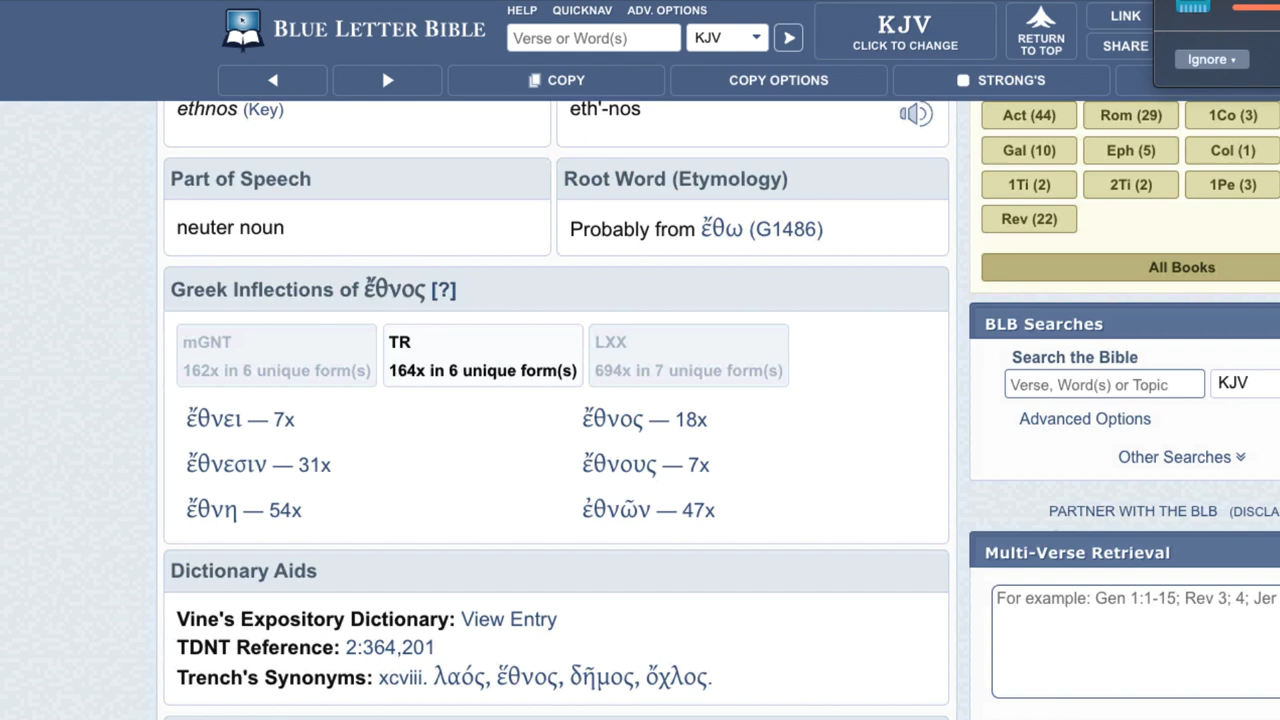 HELP QUICKNAV ADV. OPTIONS
BLUE LETTER BIBLE
Verse or Word(s)
KJV
KJV
CLICK TO CHANGE
RETURN
TO TOP
LINK
SHARE
Ignore
COPY
COPY OPTIONS
STRONG'S
ethnos (Key)
eth'-nos
Part of Speech
neuter noun
Root Word (Etymology)
Probably from ἔθω (G1486)
Greek Inflections of ἔθνος [?]
mGNT
162x in 6 unique form(s)
TR
164x in 6 unique form(s)
LXX
694x in 7 unique form(s)
ἔθνει — 7x
ἔθνος — 18x
ἔθνεσιν — 31x
ἔθνους — 7x
ἔθνη — 54x
ἐθνῶν — 47x
Dictionary Aids
Vine's Expository Dictionary: View Entry
TDNT Reference: 2:364,201
Trench's Synonyms: xcviii. λαός, ἔθνος, δῆμος, ὄχλος.
Act (44) Rom (29) 1Co (3)
Gal (10) Eph (5) Col (1)
1Ti (2) 2Ti (2) 1Pe (3)
Rev (22)
All Books
BLB Searches
Search the Bible
Verse, Word(s) or Topic
KJV
Advanced Options
Other Searches
PARTNER WITH THE BLB (DISCLA
Multi-Verse Retrieval
For example: Gen 1:1-15; Rev 3; 4; Jer